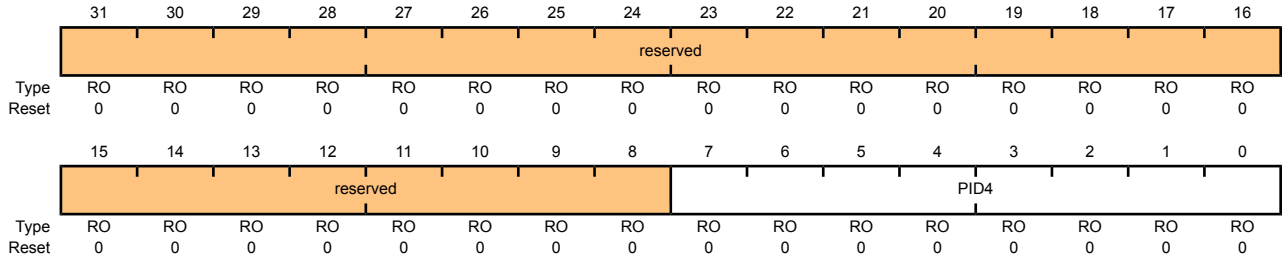 31 30 29 28 27 26 25 24 23 22 21 20 19 18 17 16
reserved
Type RO RO RO RO RO RO RO RO RO RO RO RO RO RO RO RO
Reset 0 0 0 0 0 0 0 0 0 0 0 0 0 0 0 0
15 14 13 12 11 10 9 8 7 6 5 4 3 2 1 0
reserved PID4
Type RO RO RO RO RO RO RO RO RO RO RO RO RO RO RO RO
Reset 0 0 0 0 0 0 0 0 0 0 0 0 0 0 0 0